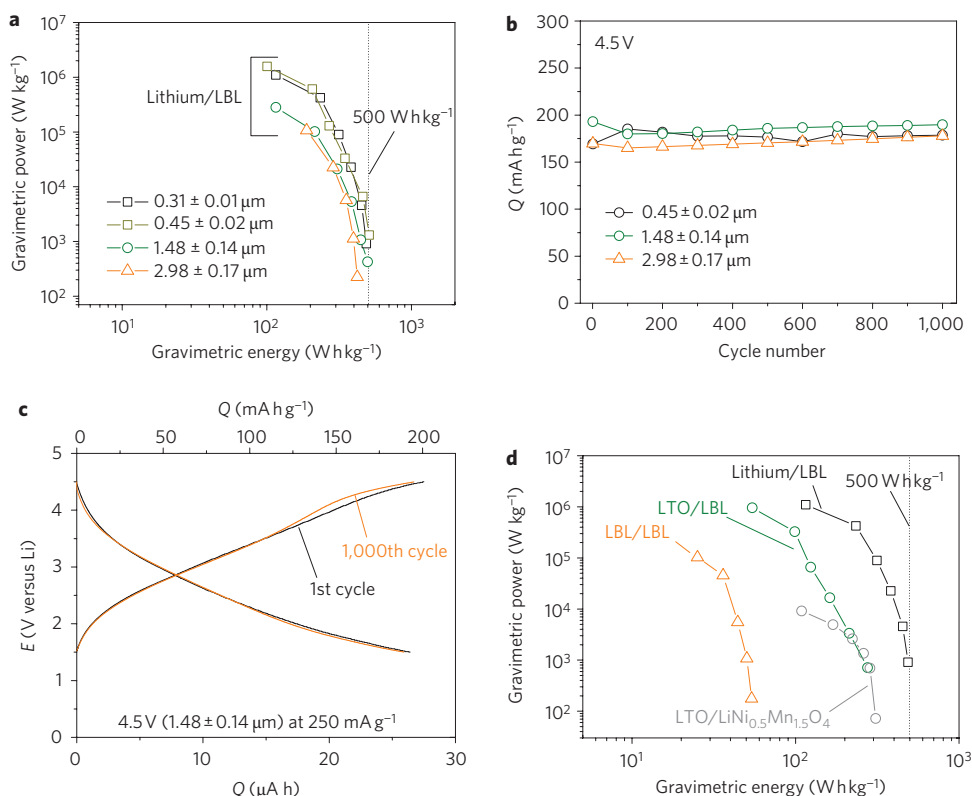 a
10⁷
10⁶
10⁵
10⁴
10³
10²
Gravimetric power (W kg⁻¹)
Lithium/LBL
500 W h kg⁻¹
0.31 ± 0.01 µm
0.45 ± 0.02 µm
1.48 ± 0.14 µm
2.98 ± 0.17 µm
10¹ 10² 10³
Gravimetric energy (W h kg⁻¹)
b
300
250
200
150
100
50
0
Q (mA h g⁻¹)
4.5 V
0.45 ± 0.02 µm
1.48 ± 0.14 µm
2.98 ± 0.17 µm
0 200 400 600 800 1,000
Cycle number
c
Q (mA h g⁻¹)
0 50 100 150 200
5
4
3
2
1
0
E (V versus Li)
1,000th cycle
1st cycle
4.5 V (1.48 ± 0.14 µm) at 250 mA g⁻¹
0 10 20 30
Q (µA h)
d
10⁷
10⁶
10⁵
10⁴
10³
10²
Gravimetric power (W kg⁻¹)
Lithium/LBL
500 W h kg⁻¹
LTO/LBL
LBL/LBL
LTO/LiNi₀.₅Mn₁.₅O₄
10¹ 10² 10³
Gravimetric energy (W h kg⁻¹)